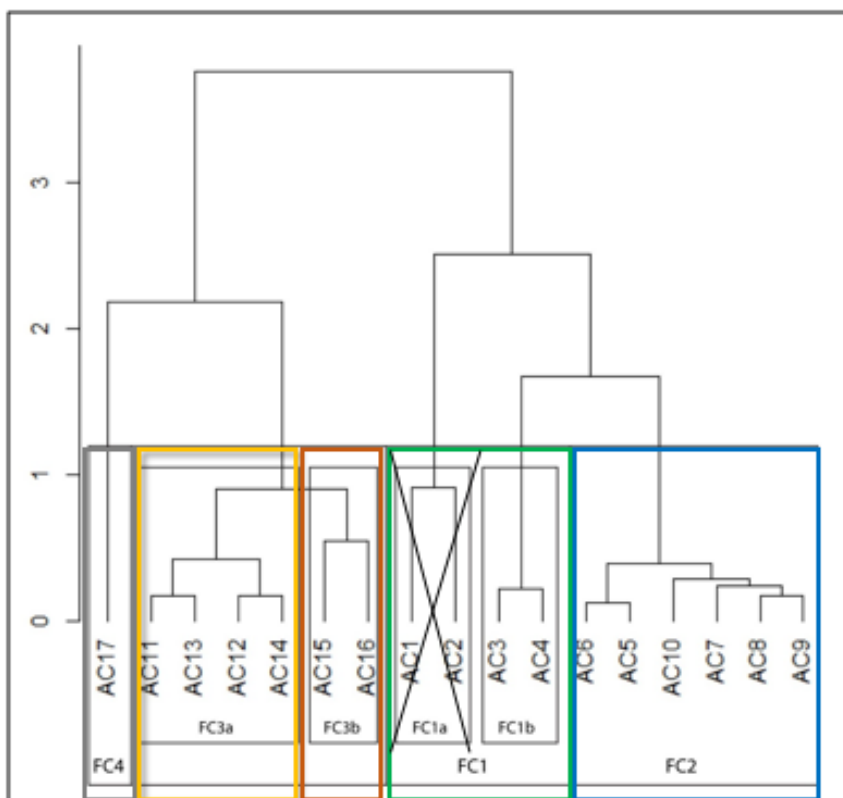 3
2
1
0
AC17
AC11
AC13
AC12
AC14
AC15
AC16
AC1
AC2
AC3
AC4
AC6
AC5
AC10
AC7
AC8
AC9
FC3a
FC3b
FC1a
FC1b
FC4
FC1
FC2